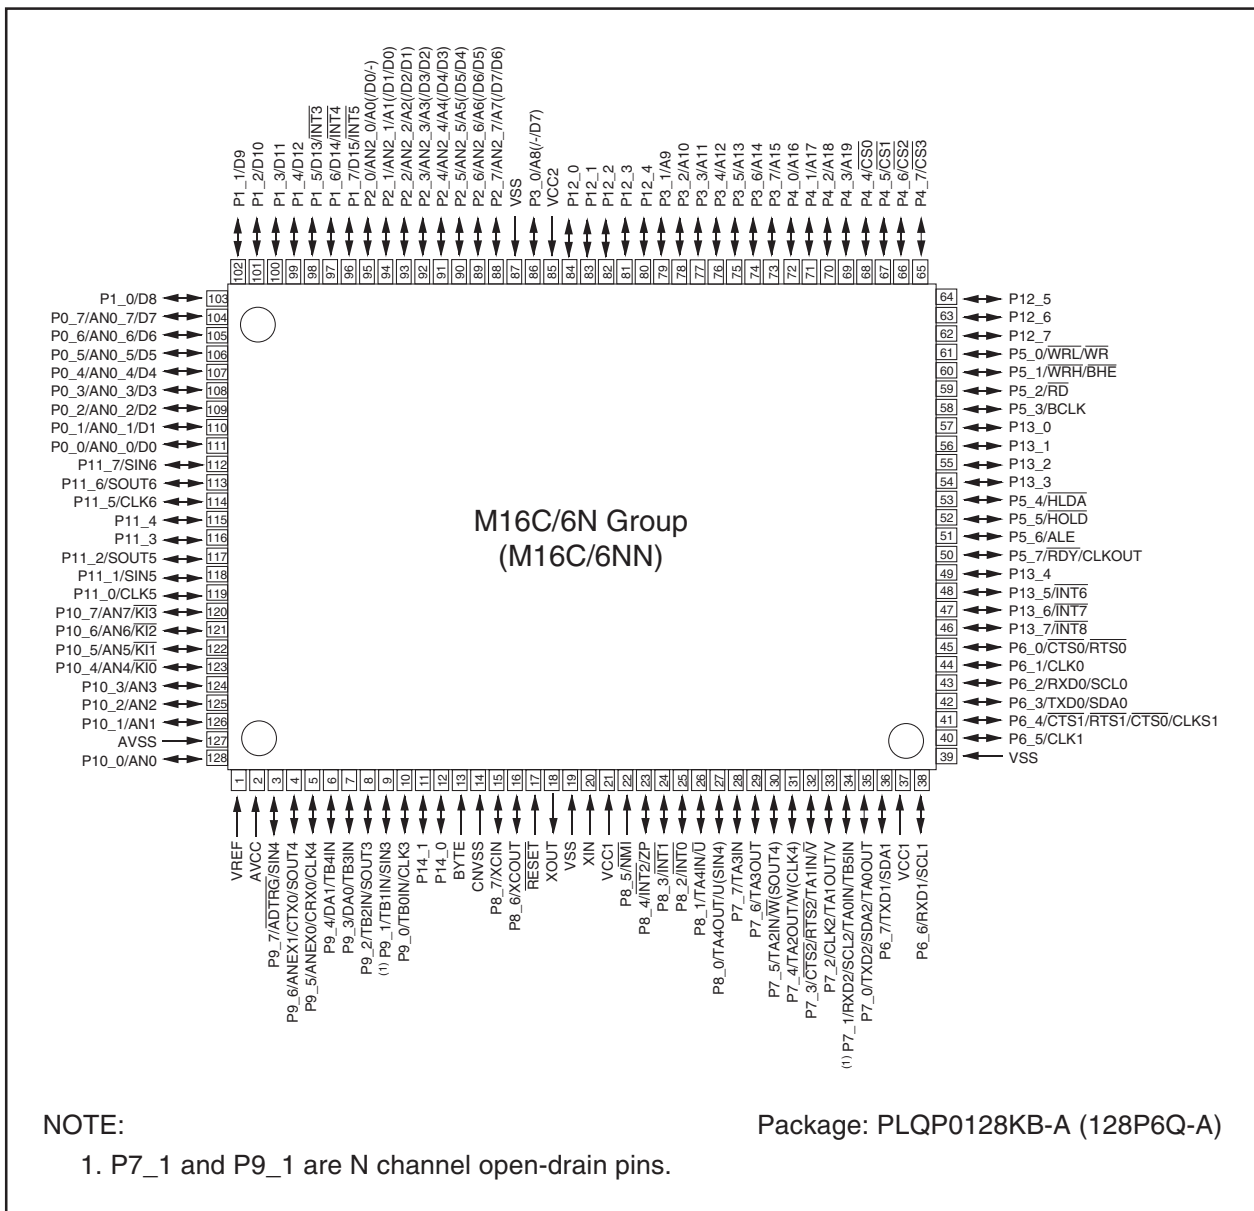 P1_1/D9
P1_2/D10
P1_3/D11
P1_4/D12
P1_5/D13/INT3
P1_6/D14/INT4
P1_7/D15/INT5
P2_0/AN2_0/A0(/D0/-)
P2_1/AN2_1/A1(/D1/D0)
P2_2/AN2_2/A2(/D2/D1)
P2_3/AN2_3/A3(/D3/D2)
P2_4/AN2_4/A4(/D4/D3)
P2_5/AN2_5/A5(/D5/D4)
P2_6/AN2_6/A6(/D6/D5)
P2_7/AN2_7/A7(/D7/D6)
VSS
P3_0/A8(/-/D7)
VCC2
P12_0
P12_1
P12_2
P12_3
P12_4
P3_1/A9
P3_2/A10
P3_3/A11
P3_4/A12
P3_5/A13
P3_6/A14
P3_7/A15
P4_0/A16
P4_1/A17
P4_2/A18
P4_3/A19
P4_4/CS0
P4_5/CS1
P4_6/CS2
P4_7/CS3
102 101 100 99 98 97 96 95 94 93 92 91 90 89 88 87 86 85 84 83 82 81 80 79 78 77 76 75 74 73 72 71 70 69 68 67 66 65
P1_0/D8 103
P0_7/AN0_7/D7 104
P0_6/AN0_6/D6 105
P0_5/AN0_5/D5 106
P0_4/AN0_4/D4 107
P0_3/AN0_3/D3 108
P0_2/AN0_2/D2 109
P0_1/AN0_1/D1 110
P0_0/AN0_0/D0 111
P11_7/SIN6 112
P11_6/SOUT6 113
P11_5/CLK6 114
P11_4 115
P11_3 116
P11_2/SOUT5 117
P11_1/SIN5 118
P11_0/CLK5 119
P10_7/AN7/KI3 120
P10_6/AN6/KI2 121
P10_5/AN5/KI1 122
P10_4/AN4/KI0 123
P10_3/AN3 124
P10_2/AN2 125
P10_1/AN1 126
AVSS 127
P10_0/AN0 128
M16C/6N Group
(M16C/6NN)
64 P12_5
63 P12_6
62 P12_7
61 P5_0/WRL/WR
60 P5_1/WRH/BHE
59 P5_2/RD
58 P5_3/BCLK
57 P13_0
56 P13_1
55 P13_2
54 P13_3
53 P5_4/HLDA
52 P5_5/HOLD
51 P5_6/ALE
50 P5_7/RDY/CLKOUT
49 P13_4
48 P13_5/INT6
47 P13_6/INT7
46 P13_7/INT8
45 P6_0/CTS0/RTS0
44 P6_1/CLK0
43 P6_2/RXD0/SCL0
42 P6_3/TXD0/SDA0
41 P6_4/CTS1/RTS1/CTS0/CLKS1
40 P6_5/CLK1
39 VSS
1 2 3 4 5 6 7 8 9 10 11 12 13 14 15 16 17 18 19 20 21 22 23 24 25 26 27 28 29 30 31 32 33 34 35 36 37 38
VREF
AVCC
P9_7/ADTRG/SIN4
P9_6/ANEX1/CTX0/SOUT4
P9_5/ANEX0/CRX0/CLK4
P9_4/DA1/TB4IN
P9_3/DA0/TB3IN
P9_2/TB2IN/SOUT3
(1) P9_1/TB1IN/SIN3
P9_0/TB0IN/CLK3
P14_1
P14_0
BYTE
CNVSS
P8_7/XCIN
P8_6/XCOUT
RESET
XOUT
VSS
XIN
VCC1
P8_5/NMI
P8_4/INT2/ZP
P8_3/INT1
P8_2/INT0
P8_1/TA4IN/U
P8_0/TA4OUT/U(SIN4)
P7_7/TA3IN
P7_6/TA3OUT
P7_5/TA2IN/W(SOUT4)
P7_4/TA2OUT/W(CLK4)
P7_3/CTS2/RTS2/TA1IN/V
P7_2/CLK2/TA1OUT/V
(1) P7_1/RXD2/SCL2/TA0IN/TB5IN
P7_0/TXD2/SDA2/TA0OUT
P6_7/TXD1/SDA1
VCC1
P6_6/RXD1/SCL1
NOTE:
1. P7_1 and P9_1 are N channel open-drain pins.
Package: PLQP0128KB-A (128P6Q-A)